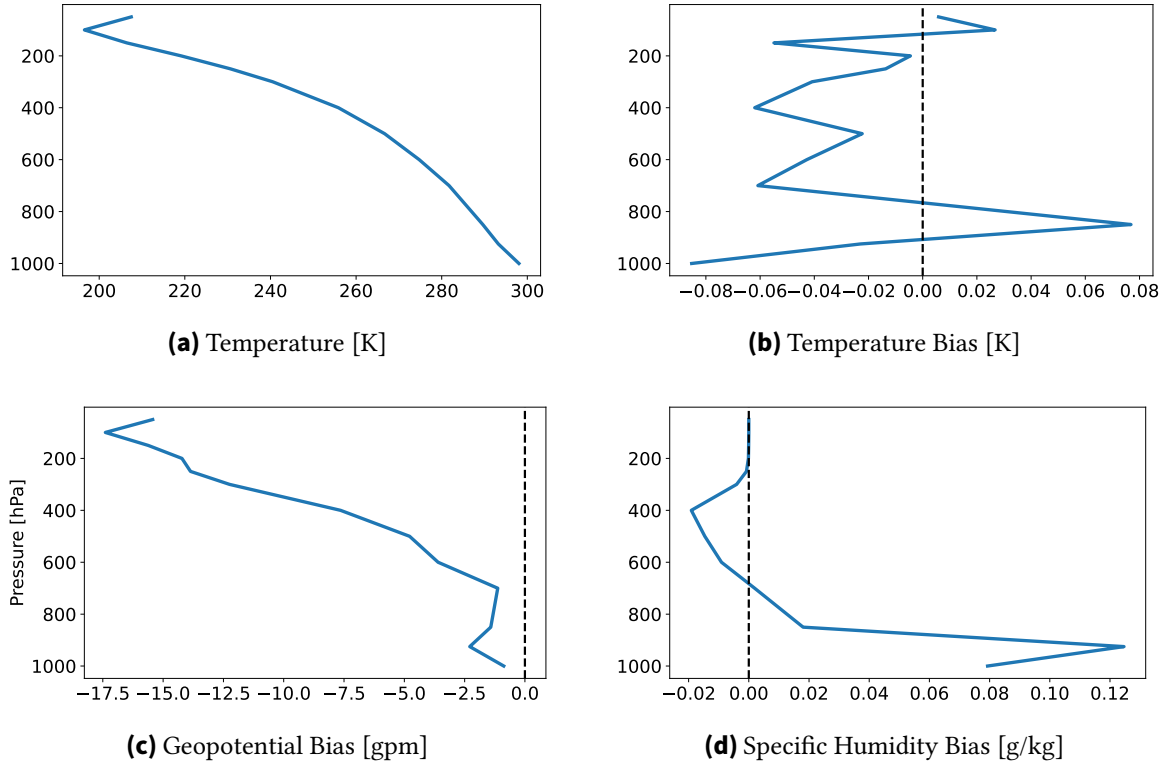 200
400
600
800
1000
200 220 240 260 280 300
(a) Temperature [K]
200
400
600
800
1000
−0.08 −0.06 −0.04 −0.02 0.00 0.02 0.04 0.06 0.08
(b) Temperature Bias [K]
Pressure [hPa]
200
400
600
800
1000
−17.5 −15.0 −12.5 −10.0 −7.5 −5.0 −2.5 0.0
(c) Geopotential Bias [gpm]
200
400
600
800
1000
−0.02 0.00 0.02 0.04 0.06 0.08 0.10 0.12
(d) Specific Humidity Bias [g/kg]